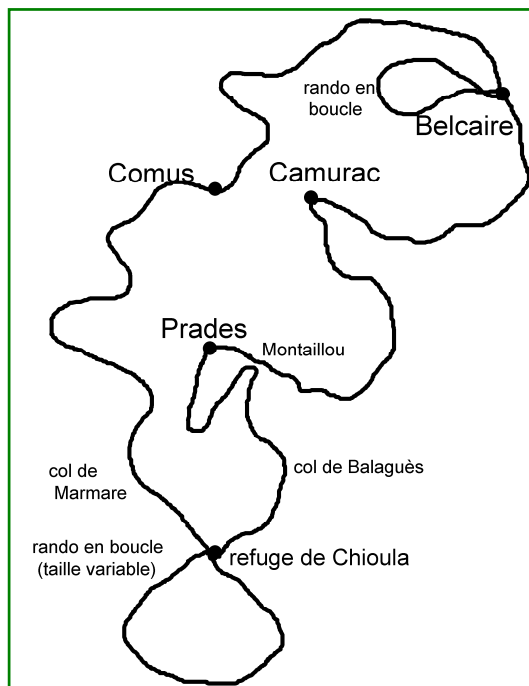 rando en
boucle
Belcaire
Comus
Camurac
Prades
Montaillou
col de
Marmare
col de Balaguès
rando en boucle
(taille variable)
refuge de Chioula